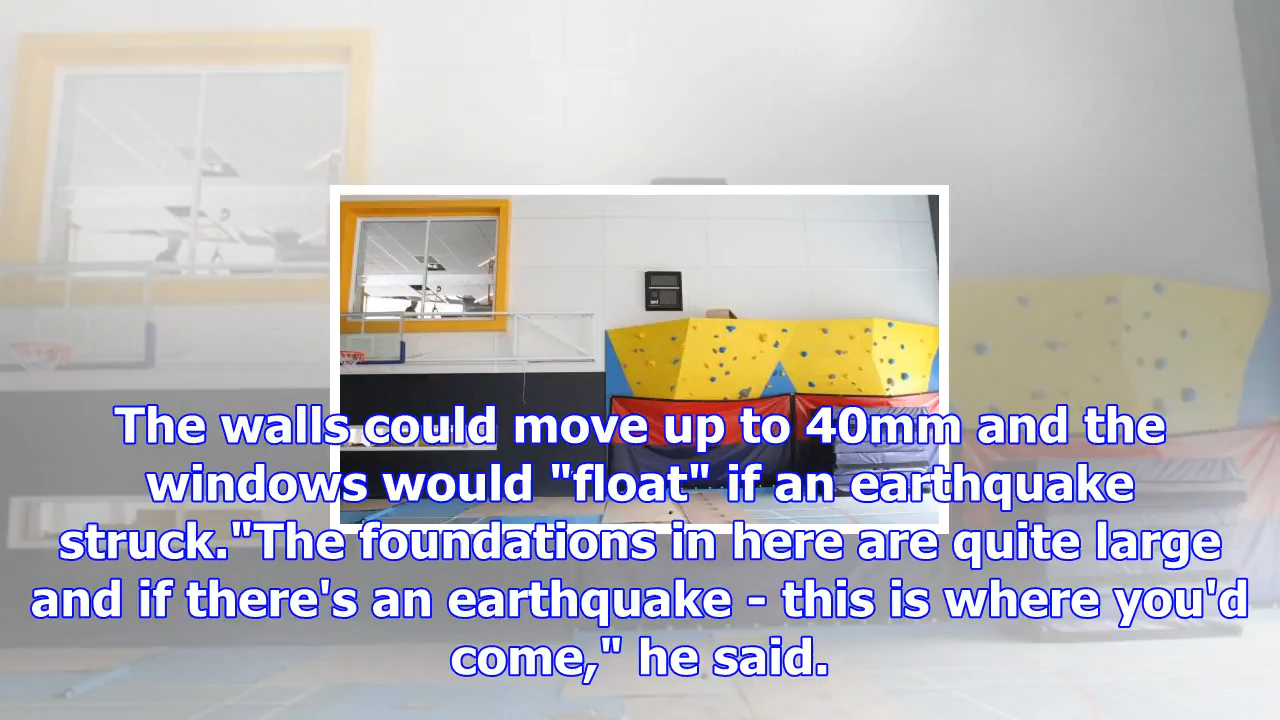 The walls could move up to 40mm and the
windows would "float" if an earthquake
struck."The foundations in here are quite large
and if there's an earthquake - this is where you'd
come," he said.